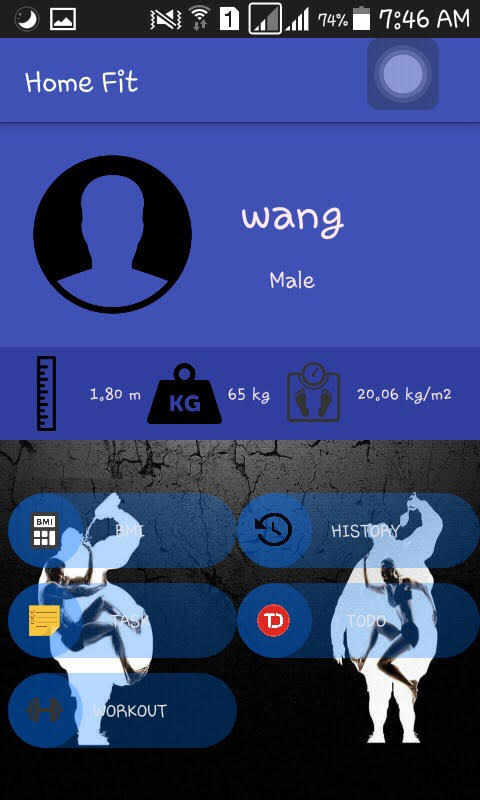 1 74% 7:46 AM
Home Fit
wang
Male
1.80 m KG 65 kg 20.06 kg/m2
BMI BMI HISTORY
TASK TD TODO
WORKOUT